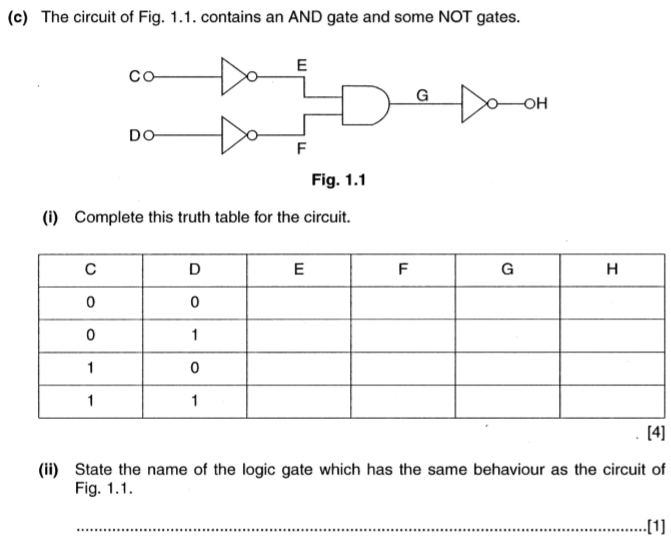 (c) The circuit of Fig. 1.1. contains an AND gate and some NOT gates.
C
E
G
H
D
F
Fig. 1.1
(i) Complete this truth table for the circuit.
C D E F G H
0 0
0 1
1 0
1 1
[4]
(ii) State the name of the logic gate which has the same behaviour as the circuit of
Fig. 1.1.
[1]